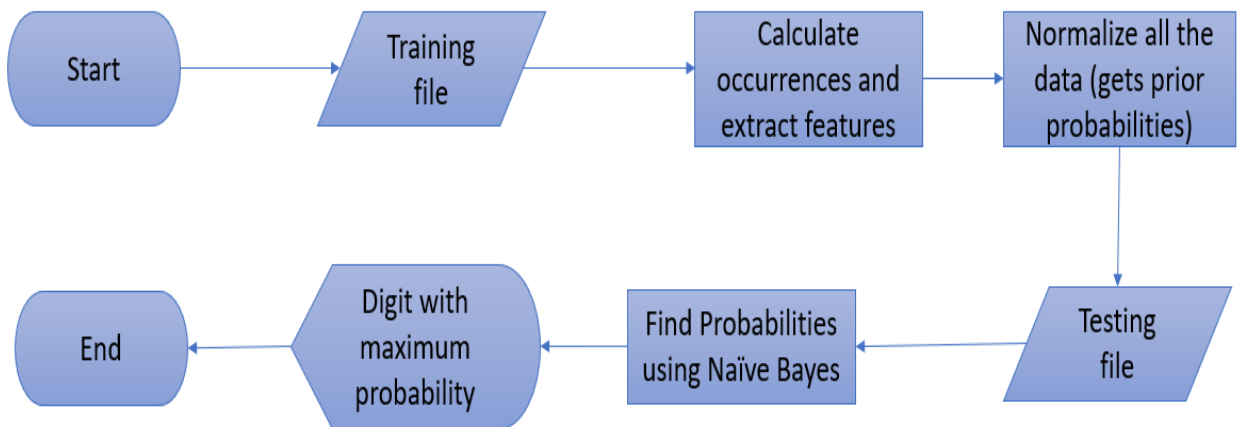 Start
Training
file
Calculate
occurrences and
extract features
Normalize all the
data (gets prior
probabilities)
Testing
file
Find Probabilities
using Naïve Bayes
Digit with
maximum
probability
End